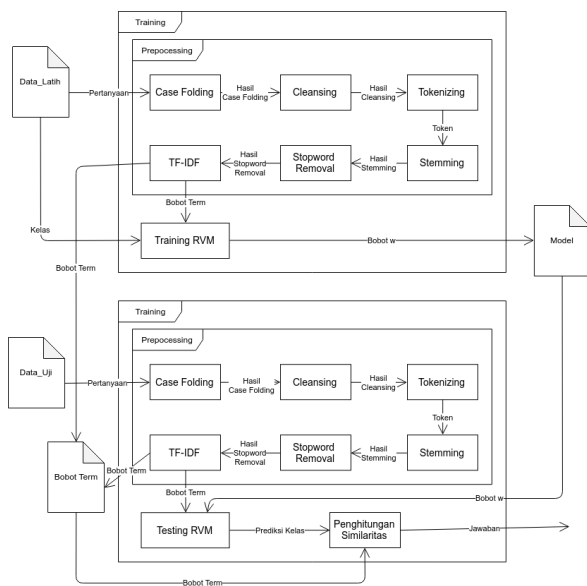 Training
Prepocessing
Data_Latih
Pertanyaan
Case Folding
Hasil
Case Folding
Cleansing
Hasil
Cleansing
Tokenizing
Token
TF-IDF
Hasil
Stopword
Removal
Stopword
Removal
Hasil
Stemming
Stemming
Bobot Term
Kelas
Training RVM
Bobot w
Model
Bobot Term
Training
Prepocessing
Data_Uji
Pertanyaan
Case Folding
Hasil
Case Folding
Cleansing
Hasil
Cleansing
Tokenizing
Token
TF-IDF
Hasil
Stopword
Removal
Stopword
Removal
Hasil
Stemming
Stemming
Bobot Term
Bobot Term
Bobot Term
Bobot w
Testing RVM
Prediksi Kelas
Penghitungan
Similaritas
Jawaban
Bobot Term